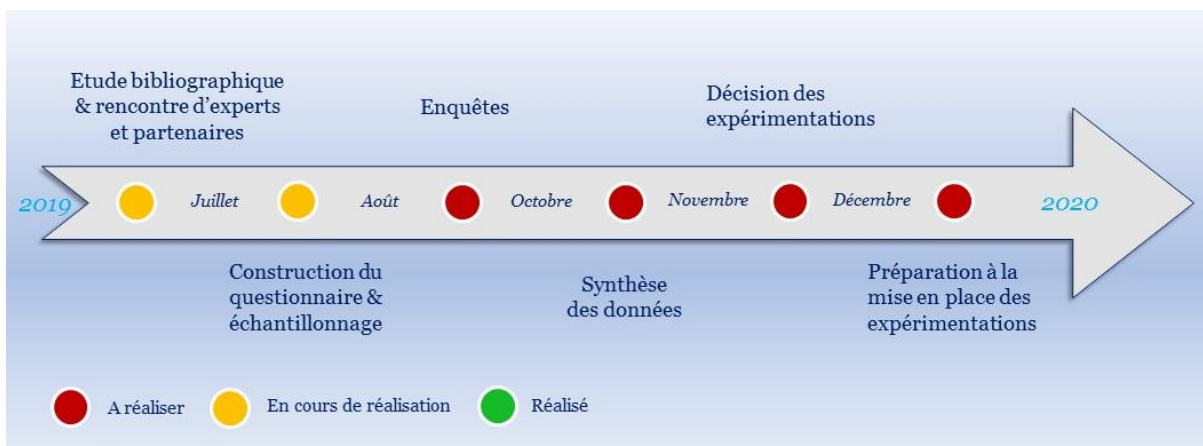 Etude bibliographique
& rencontre d'experts
et partenaires
Enquêtes
Décision des
expérimentations
2019
Juillet
Août
Octobre
Novembre
Décembre
2020
Construction du
questionnaire &
échantillonnage
Synthèse
des données
Préparation à la
mise en place des
expérimentations
A réaliser
En cours de réalisation
Réalisé